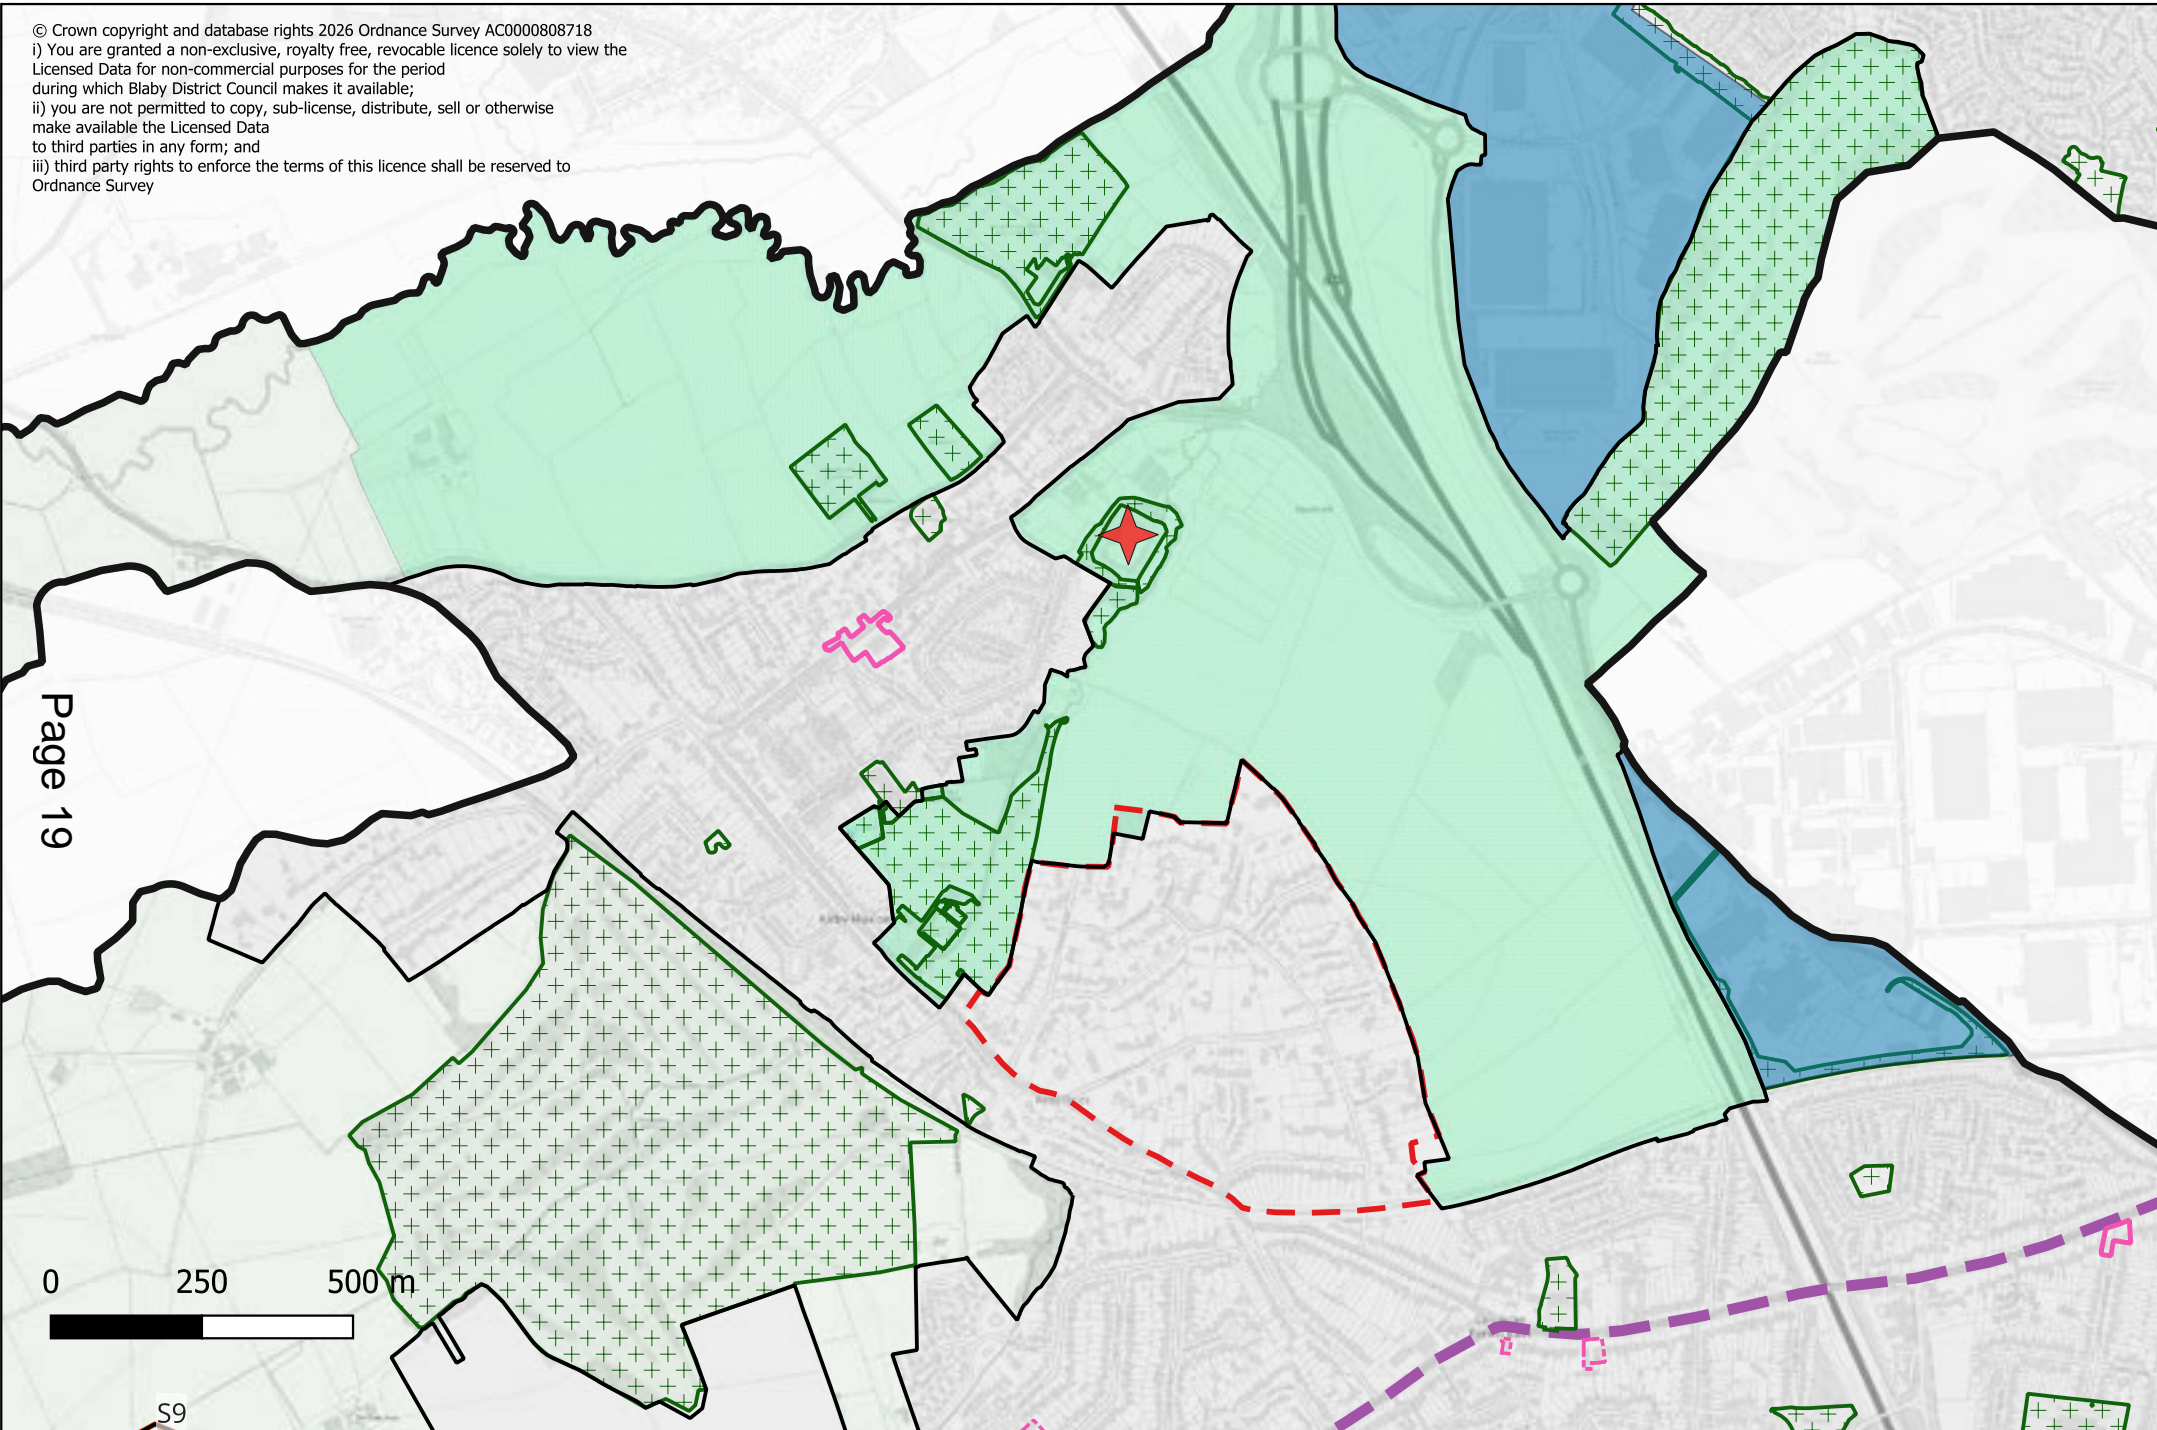 © Crown copyright and database rights 2026 Ordnance Survey AC0000808718
i) You are granted a non-exclusive, royalty free, revocable licence solely to view the
Licensed Data for non-commercial purposes for the period
during which Blaby District Council makes it available;
ii) you are not permitted to copy, sub-license, distribute, sell or otherwise
make available the Licensed Data
to third parties in any form; and
iii) third party rights to enforce the terms of this licence shall be reserved to
Ordnance Survey
Page 19
0 250 500 m
S9